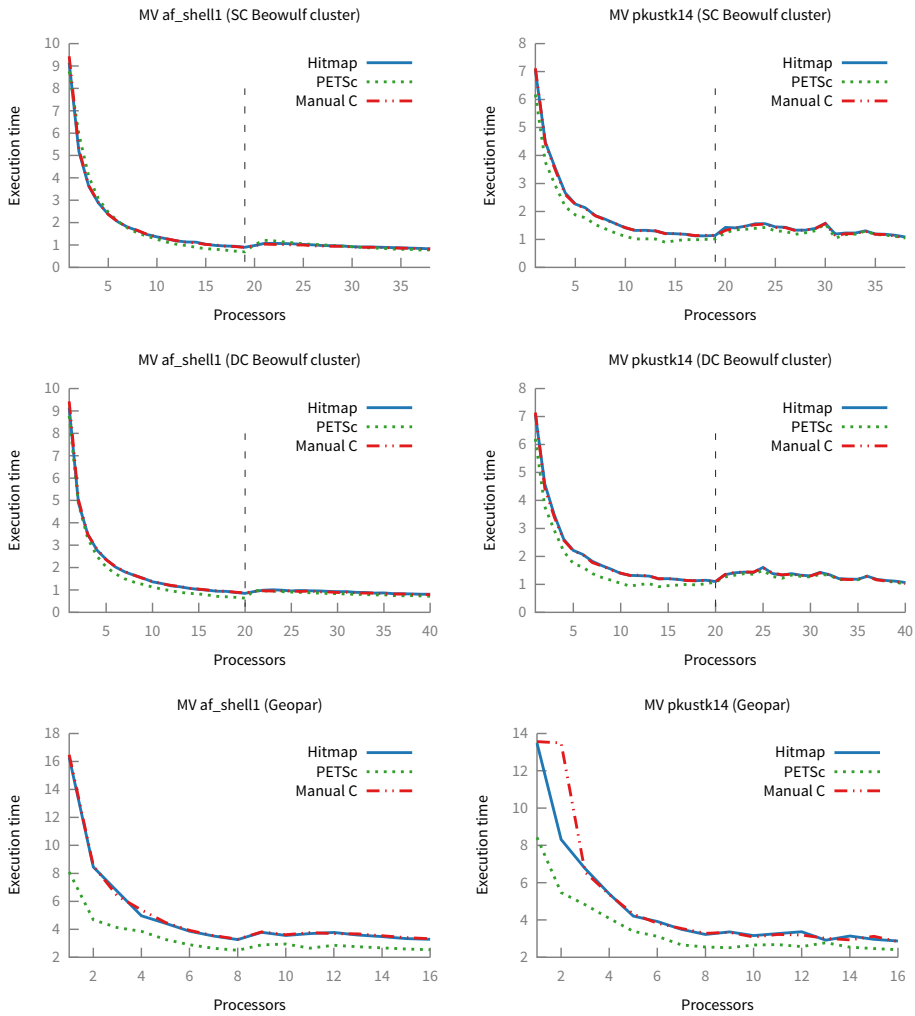 MV af_shell1 (SC Beowulf cluster)
10
9
8
7
6
5
4
3
2
1
0
Execution time
Hitmap
PETSc
Manual C
5 10 15 20 25 30 35
Processors
MV pkustk14 (SC Beowulf cluster)
8
7
6
5
4
3
2
1
0
Execution time
Hitmap
PETSc
Manual C
5 10 15 20 25 30 35
Processors
MV af_shell1 (DC Beowulf cluster)
10
9
8
7
6
5
4
3
2
1
0
Execution time
Hitmap
PETSc
Manual C
5 10 15 20 25 30 35 40
Processors
MV pkustk14 (DC Beowulf cluster)
8
7
6
5
4
3
2
1
0
Execution time
Hitmap
PETSc
Manual C
5 10 15 20 25 30 35 40
Processors
MV af_shell1 (Geopar)
18
16
14
12
10
8
6
4
2
Execution time
Hitmap
PETSc
Manual C
2 4 6 8 10 12 14 16
Processors
MV pkustk14 (Geopar)
14
12
10
8
6
4
2
Execution time
Hitmap
PETSc
Manual C
2 4 6 8 10 12 14 16
Processors